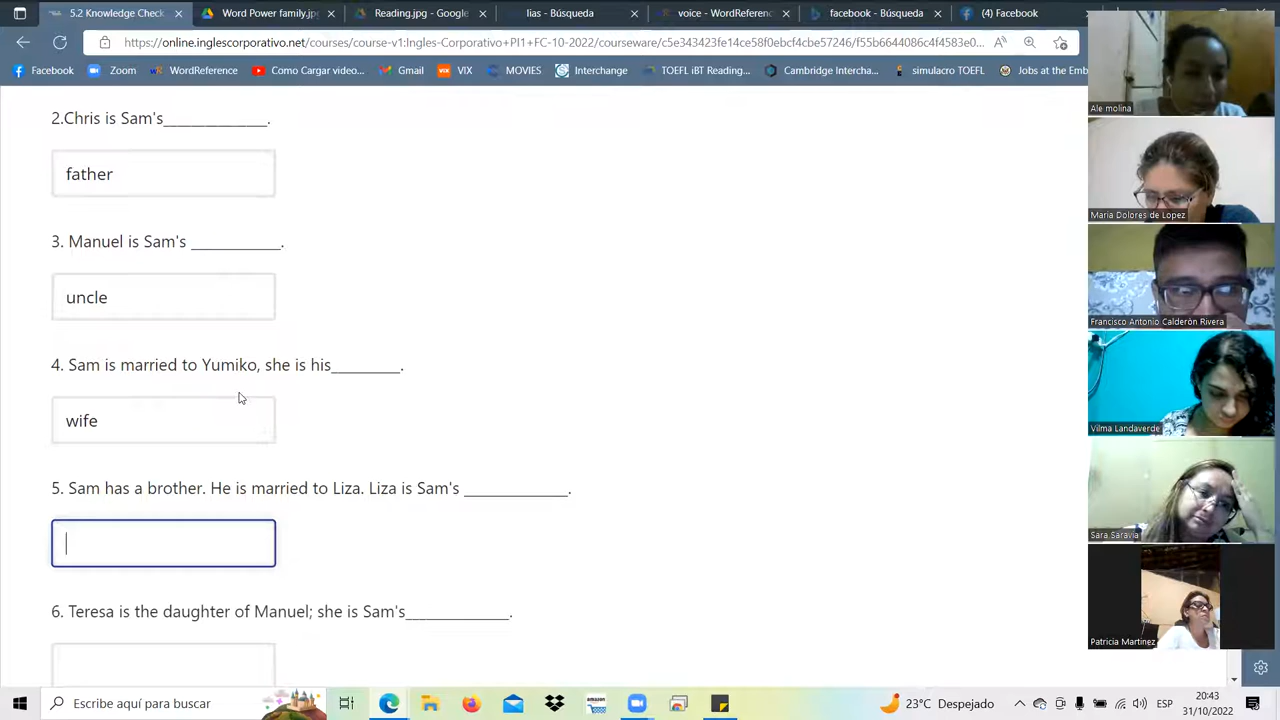 5.2 Knowledge Check
Word Power family.jp
Reading.jpg - Google
lias - Búsqueda
voice - WordReferenc
facebook - Búsqueda
(4) Facebook
https://online.inglescorporativo.net/courses/course-v1:Ingles-Corporativo+PI1+FC-10-2022/courseware/c5e343423fe14ce58f0ebcf4cbe57246/f55b6644086c4f4583e0...
Facebook
Zoom
WordReference
Como Cargar video...
Gmail
VIX
MOVIES
Interchange
TOEFL iBT Reading...
Cambridge Intercha...
simulacro TOEFL
Jobs at the Emb
2.Chris is Sam's_______________.
father
3. Manuel is Sam's _____________.
uncle
4. Sam is married to Yumiko, she is his__________.
wife
5. Sam has a brother. He is married to Liza. Liza is Sam's _______________.
6. Teresa is the daughter of Manuel; she is Sam's_______________.
Ale molina
Maria Dolores de Lopez
Francisco Antonio Calderón Rivera
Vilma Landaverde
Sara Saravia
Patricia Martinez
Escribe aquí para buscar
23°C Despejado
ESP
20:43
31/10/2022